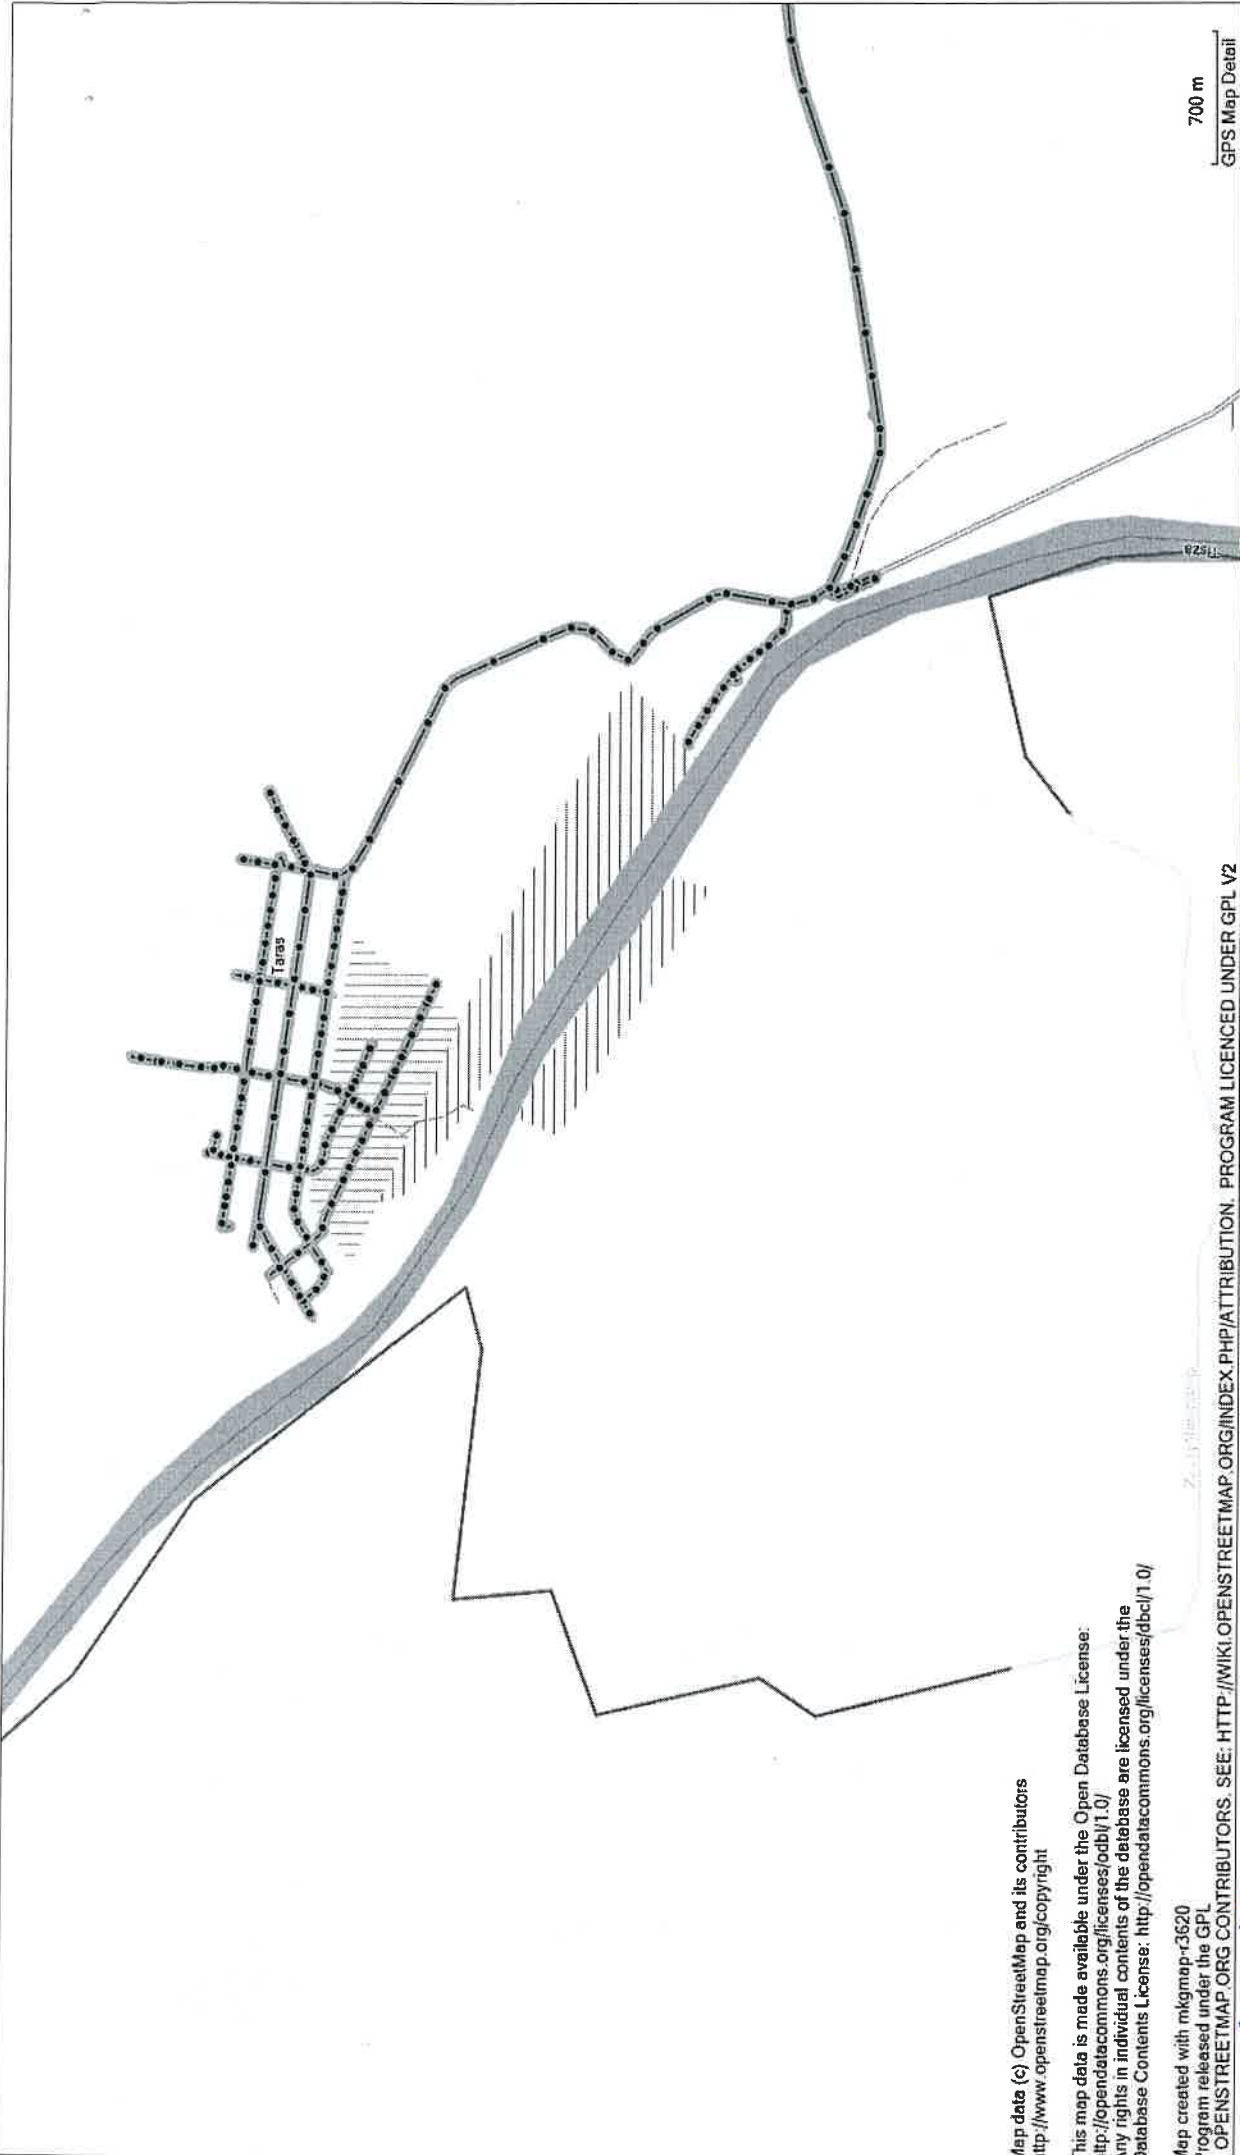 Taras
Tisza
700 m
GPS Map Detail
Map data (c) OpenStreetMap and its contributors
http://www.openstreetmap.org/copyright
This map data is made available under the Open Database License:
http://opendatacommons.org/licenses/odbl/1.0/
Any rights in individual contents of the database are licensed under the
Database Contents License: http://opendatacommons.org/licenses/dbcl/1.0/
Map created with mkgmap-r3620
Program released under the GPL
OPENSTREETMAP.ORG CONTRIBUTORS. SEE: HTTP://WIKI.OPENSTREETMAP.ORG/INDEX.PHP/ATTRIBUTION. PROGRAM LICENCED UNDER GPL V2